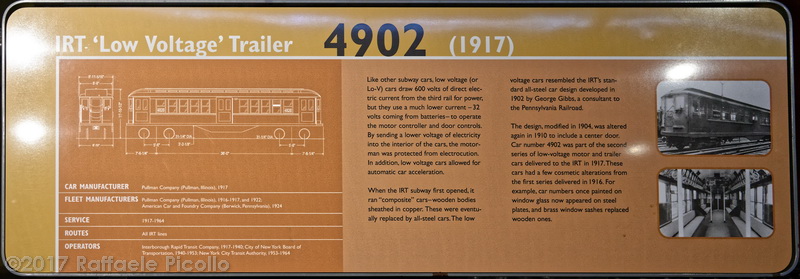 IRT- 'Low Voltage' Trailer 4902 (1917)
CAR MANUFACTURER Pullman Company (Pullman, Illinois), 1917
FLEET MANUFACTURERS Pullman Company (Pullman, Illinois), 1916-1917, and 1922;
American Car and Foundry Company (Berwick, Pennsylvania), 1924
SERVICE 1917-1964
ROUTES All IRT lines
OPERATORS Interborough Rapid Transit Company, 1917-1940; City of New York Board of
Transportation, 1940-1953; New York City Transit Authority, 1953-1964
Like other subway cars, low voltage (or
Lo-V) cars draw 600 volts of direct elec-
tric current from the third rail for power,
but they use a much lower current – 32
volts coming from batteries – to operate
the motor controller and door controls.
By sending a lower voltage of electricity
into the interior of the cars, the motor-
man was protected from electrocution.
In addition, low voltage cars allowed for
automatic car acceleration.
When the IRT subway first opened, it
ran "composite" cars – wooden bodies
sheathed in copper. These were eventu-
ally replaced by all-steel cars. The low
voltage cars resembled the IRT's stan-
dard all-steel car design developed in
1902 by George Gibbs, a consultant to
the Pennsylvania Railroad.
The design, modified in 1904, was altered
again in 1910 to include a center door.
Car number 4902 was part of the second
series of low-voltage motor and trailer
cars delivered to the IRT in 1917. These
cars had a few cosmetic alterations from
the first series delivered in 1916. For
example, car numbers once painted on
window glass now appeared on steel
plates, and brass window sashes replaced
wooden ones.
©2017 Raffaele Picollo